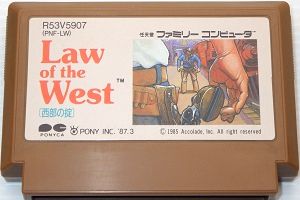 R53V5907
(PNF-LW)
任天堂 ファミリー コンピュータ
Law
of the
West™
[西部の掟]
PONYCA
PONY INC. '87.3
© 1985 Accolade, Inc. All right reserved